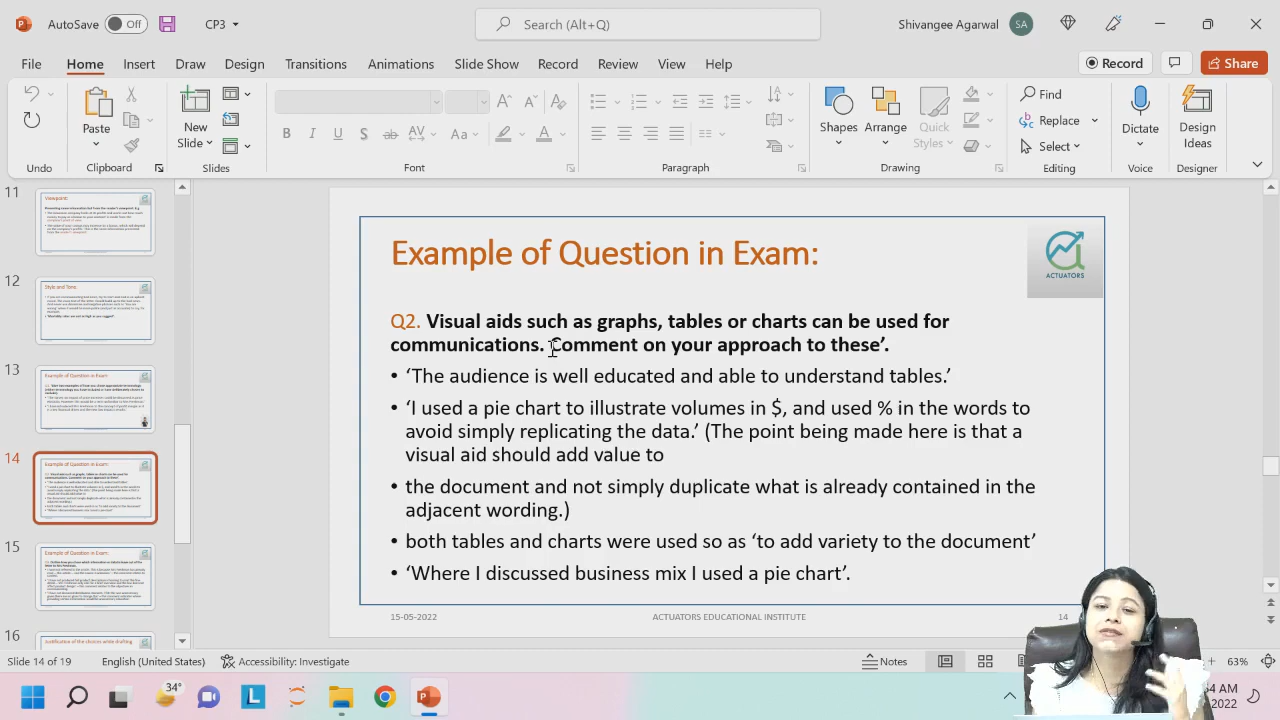 AutoSave Off CP3 Search (Alt+Q) Shivangee Agarwal SA
File Home Insert Draw Design Transitions Animations Slide Show Record Review View Help Record Share
Find
Replace
Select
Paste New Slide Shapes Arrange Quick Styles Dictate Design Ideas
B I U S ab AV Aa A
Undo Clipboard Slides Font Paragraph Drawing Editing Voice Designer
11
12
13
14
15
16
Example of Question in Exam:
ACTUATORS
Q2. Visual aids such as graphs, tables or charts can be used for
communications. Comment on your approach to these’.
• ‘The audience is well educated and able to understand tables.’
• ‘I used a pie chart to illustrate volumes in $, and used % in the words to
avoid simply replicating the data.’ (The point being made here is that a
visual aid should add value to
• the document and not simply duplicate what is already contained in the
adjacent wording.)
• both tables and charts were used so as ‘to add variety to the document’
• ‘Where I discussed business mix I used a pie chart’.
15-05-2022 ACTUATORS EDUCATIONAL INSTITUTE 14
Slide 14 of 19 English (United States) Accessibility: Investigate Notes 63%
34°